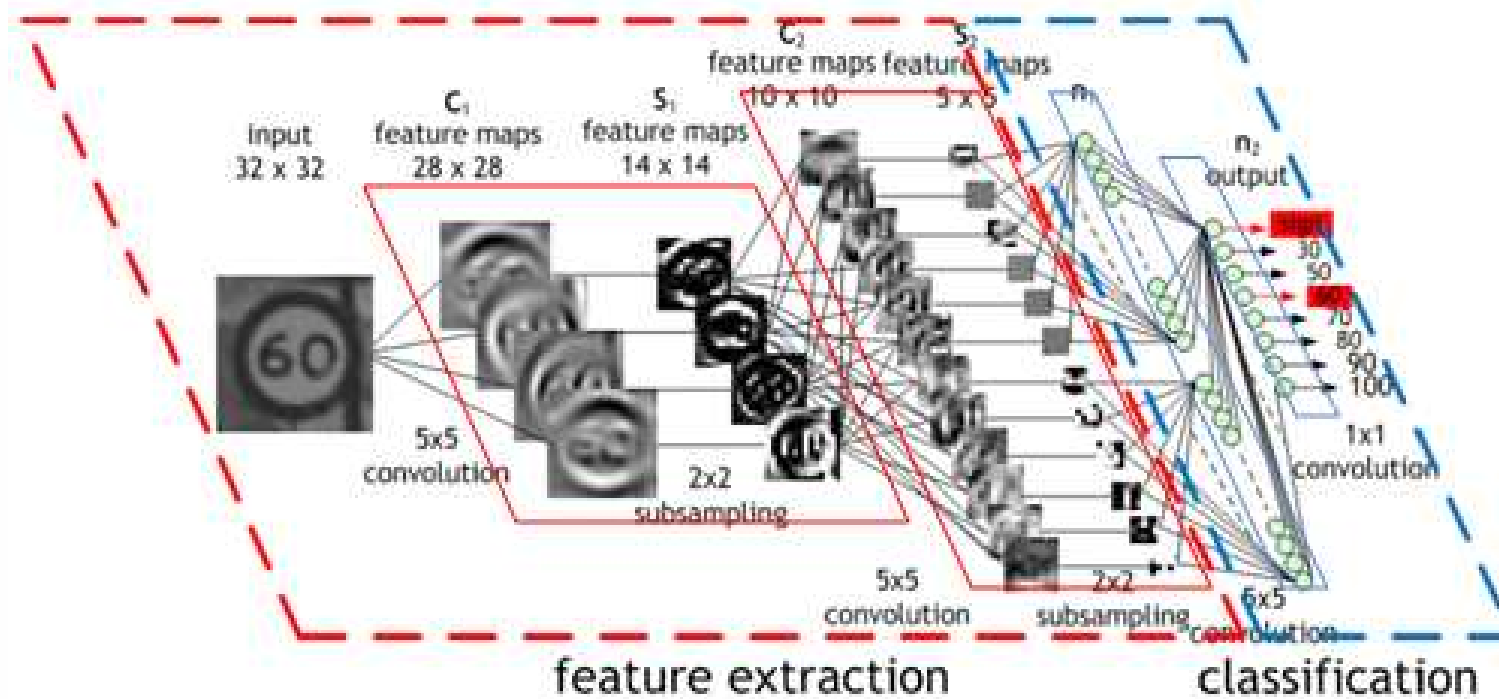 C₂
S₂
feature maps
feature maps
10 x 10
5 x 5
C₁
S₁
n₁
input
feature maps
feature maps
32 x 32
28 x 28
14 x 14
n₂
output
60
30
50
60
70
80
90
100
5x5
convolution
2x2
subsampling
1x1
convolution
5x5
convolution
2x2
subsampling
convolution
feature extraction
classification